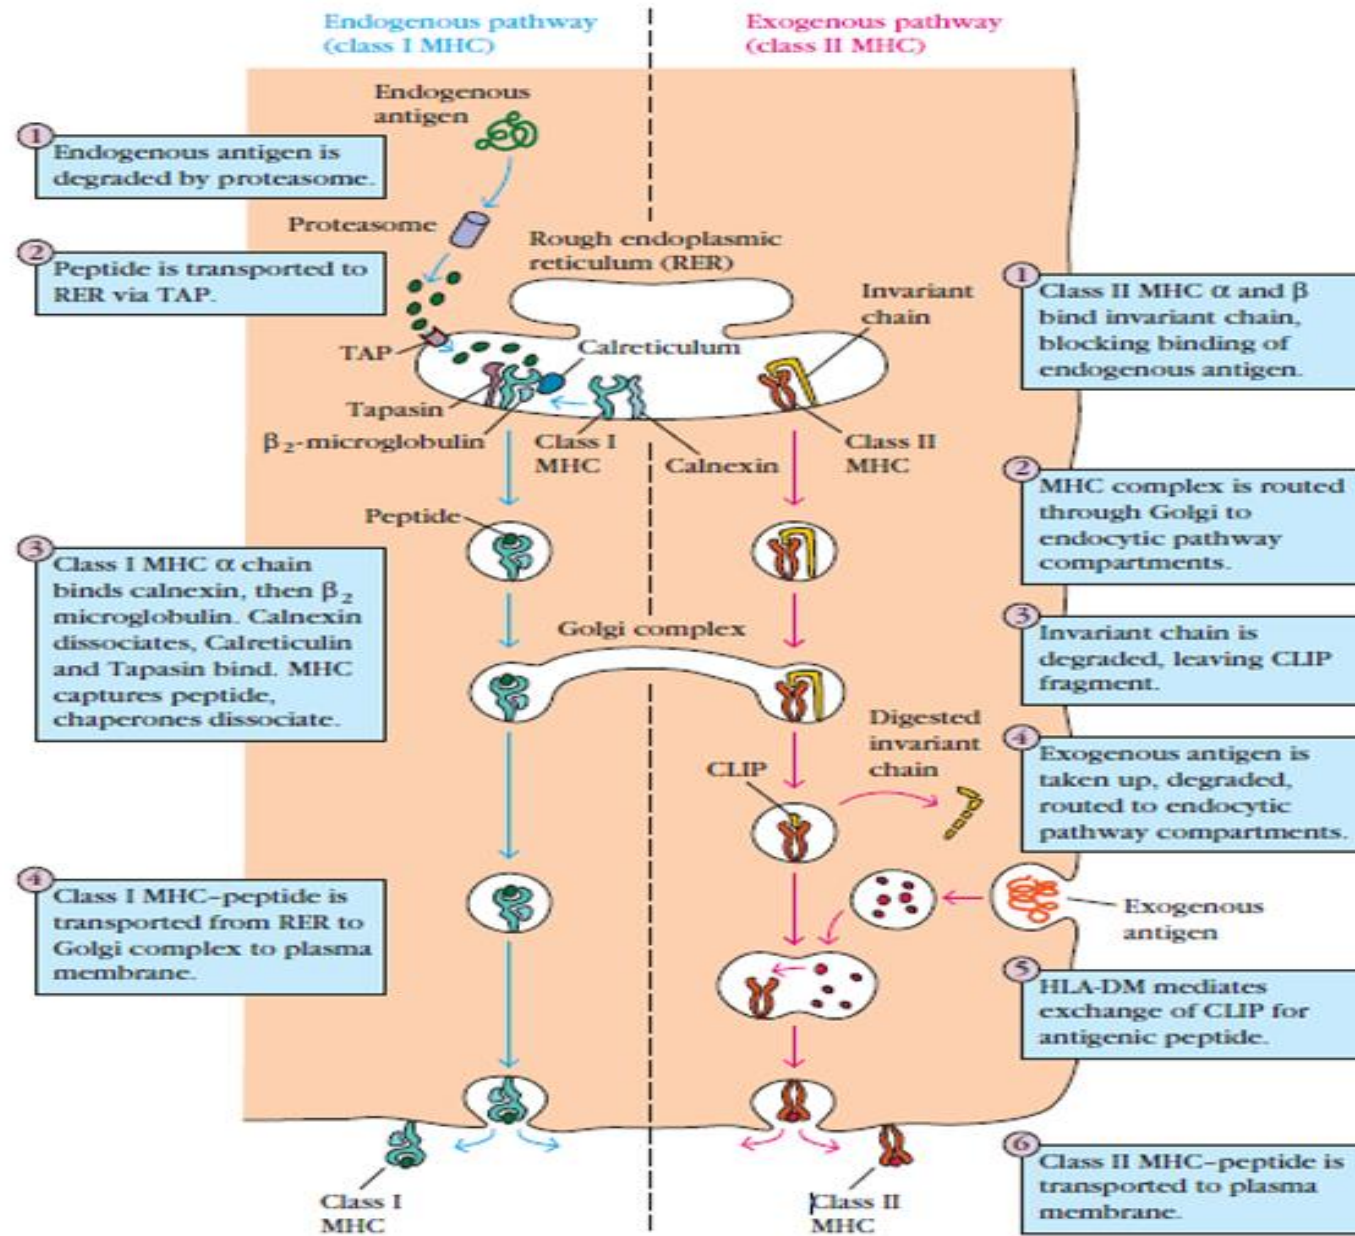 Endogenous pathway
(class I MHC)
Exogenous pathway
(class II MHC)
Endogenous
antigen
1
Endogenous antigen is
degraded by proteasome.
Proteasome
2
Peptide is transported to
RER via TAP.
Rough endoplasmic
reticulum (RER)
Invariant
chain
TAP
Calreticulum
Tapasin
β₂-microglobulin
Class I
MHC
Calnexin
Class II
MHC
1
Class II MHC α and β
bind invariant chain,
blocking binding of
endogenous antigen.
2
MHC complex is routed
through Golgi to
endocytic pathway
compartments.
Peptide
3
Class I MHC α chain
binds calnexin, then β₂
microglobulin. Calnexin
dissociates, Calreticulin
and Tapasin bind. MHC
captures peptide,
chaperones dissociate.
Golgi complex
3
Invariant chain is
degraded, leaving CLIP
fragment.
Digested
invariant
chain
CLIP
4
Exogenous antigen is
taken up, degraded,
routed to endocytic
pathway compartments.
4
Class I MHC–peptide is
transported from RER to
Golgi complex to plasma
membrane.
Exogenous
antigen
5
HLA-DM mediates
exchange of CLIP for
antigenic peptide.
6
Class II MHC–peptide is
transported to plasma
membrane.
Class I
MHC
Class II
MHC